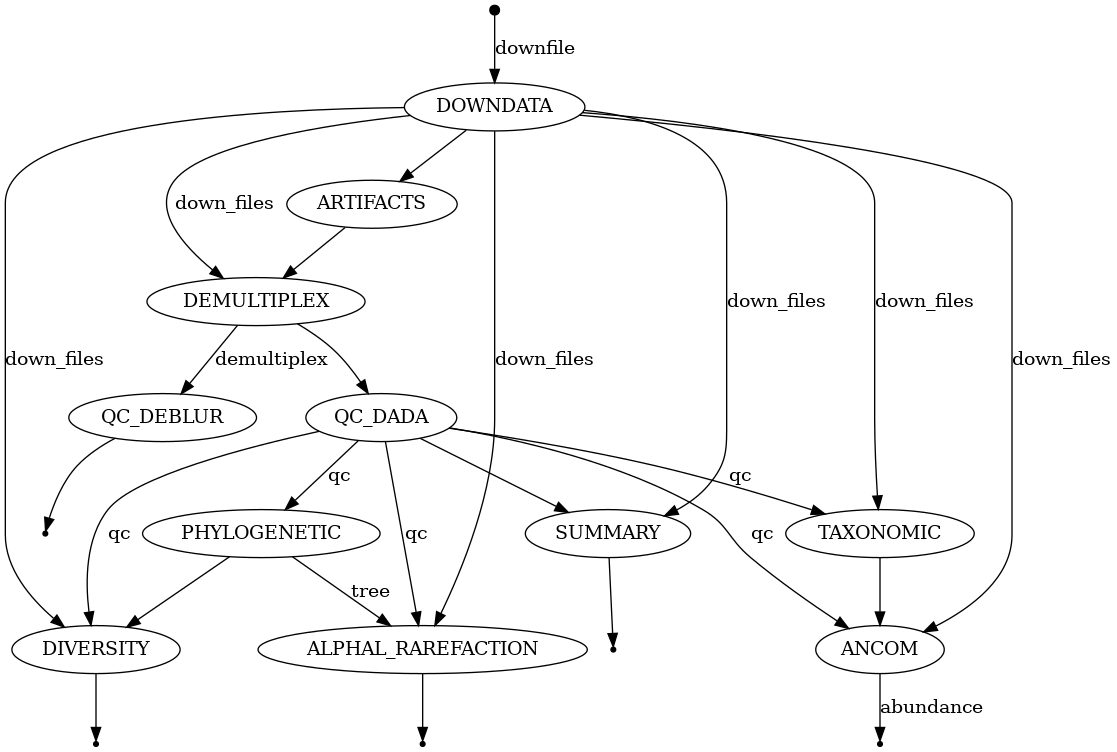 downfile
DOWNDATA
down_files
ARTIFACTS
DEMULTIPLEX
down_files
down_files
down_files
demultiplex
down_files
down_files
QC_DEBLUR
QC_DADA
qc
qc
qc
qc
qc
PHYLOGENETIC
SUMMARY
TAXONOMIC
tree
DIVERSITY
ALPHAL_RAREFACTION
ANCOM
abundance